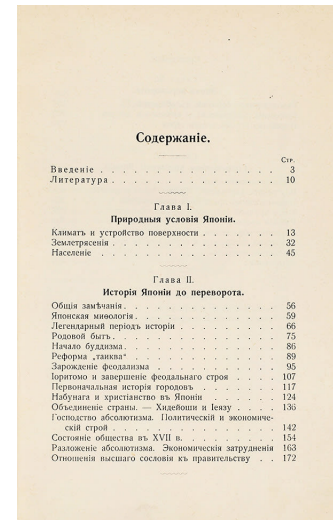 Содержаніе.
Стр.
Введеніе . . . . . . . . . . . . . . . 3
Литература . . . . . . . . . . . . . . 10
Глава I.
Природныя условія Японіи.
Климатъ и устройство поверхности . . . . . . . 13
Землетрясенія . . . . . . . . . . . . . 32
Населеніе . . . . . . . . . . . . . . 45
Глава II.
Исторія Японіи до переворота.
Общія замѣчанія . . . . . . . . . . . . 56
Японская миѳологія . . . . . . . . . . . 59
Легендарный періодъ исторіи . . . . . . . . 66
Родовой бытъ . . . . . . . . . . . . . 75
Начало буддизма . . . . . . . . . . . . 86
Реформа „таиква“ . . . . . . . . . . . . 89
Зарожденіе феодализма . . . . . . . . . . 95
Іоритомо и завершеніе феодальнаго строя . . . . 107
Первоначальная исторія городовъ . . . . . . . 117
Набунага и христіанство въ Японіи . . . . . . 124
Объединеніе страны. — Хидейоши и Іеязу . . . . 136
Господство абсолютизма. Политическій и экономиче-
скій строй . . . . . . . . . . . . . 142
Состояніе общества въ XVII в. . . . . . . . . 154
Разложеніе абсолютизма. Экономическія затрудненія 163
Отношенія высшаго сословія къ правительству . . 172